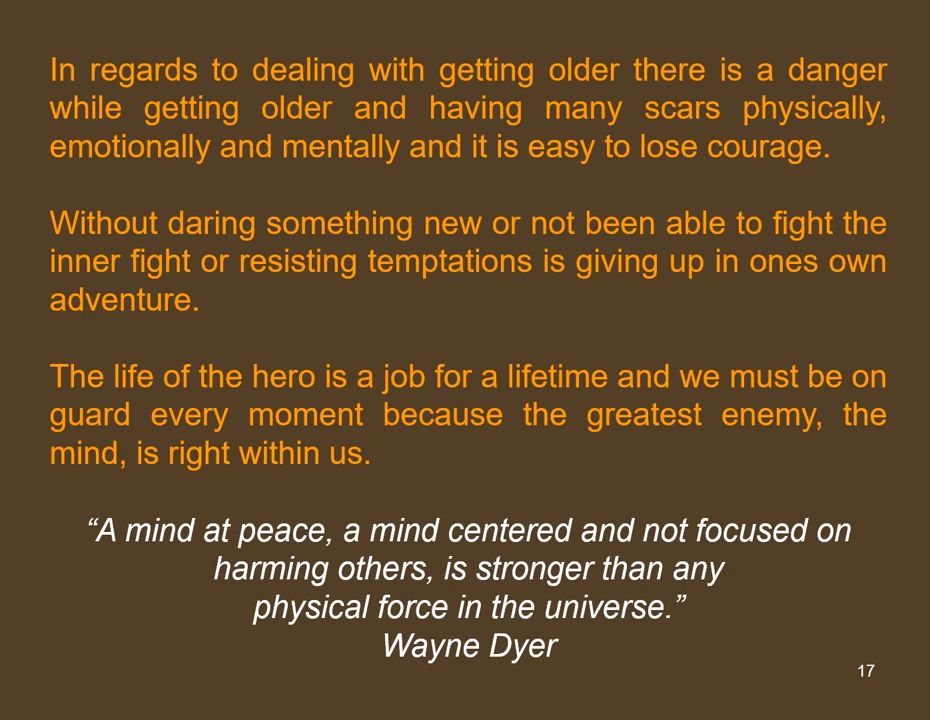 In regards to dealing with getting older there is a danger
while getting older and having many scars physically,
emotionally and mentally and it is easy to lose courage.
Without daring something new or not been able to fight the
inner fight or resisting temptations is giving up in ones own
adventure.
The life of the hero is a job for a lifetime and we must be on
guard every moment because the greatest enemy, the
mind, is right within us.
“A mind at peace, a mind centered and not focused on
harming others, is stronger than any
physical force in the universe.”
Wayne Dyer
17